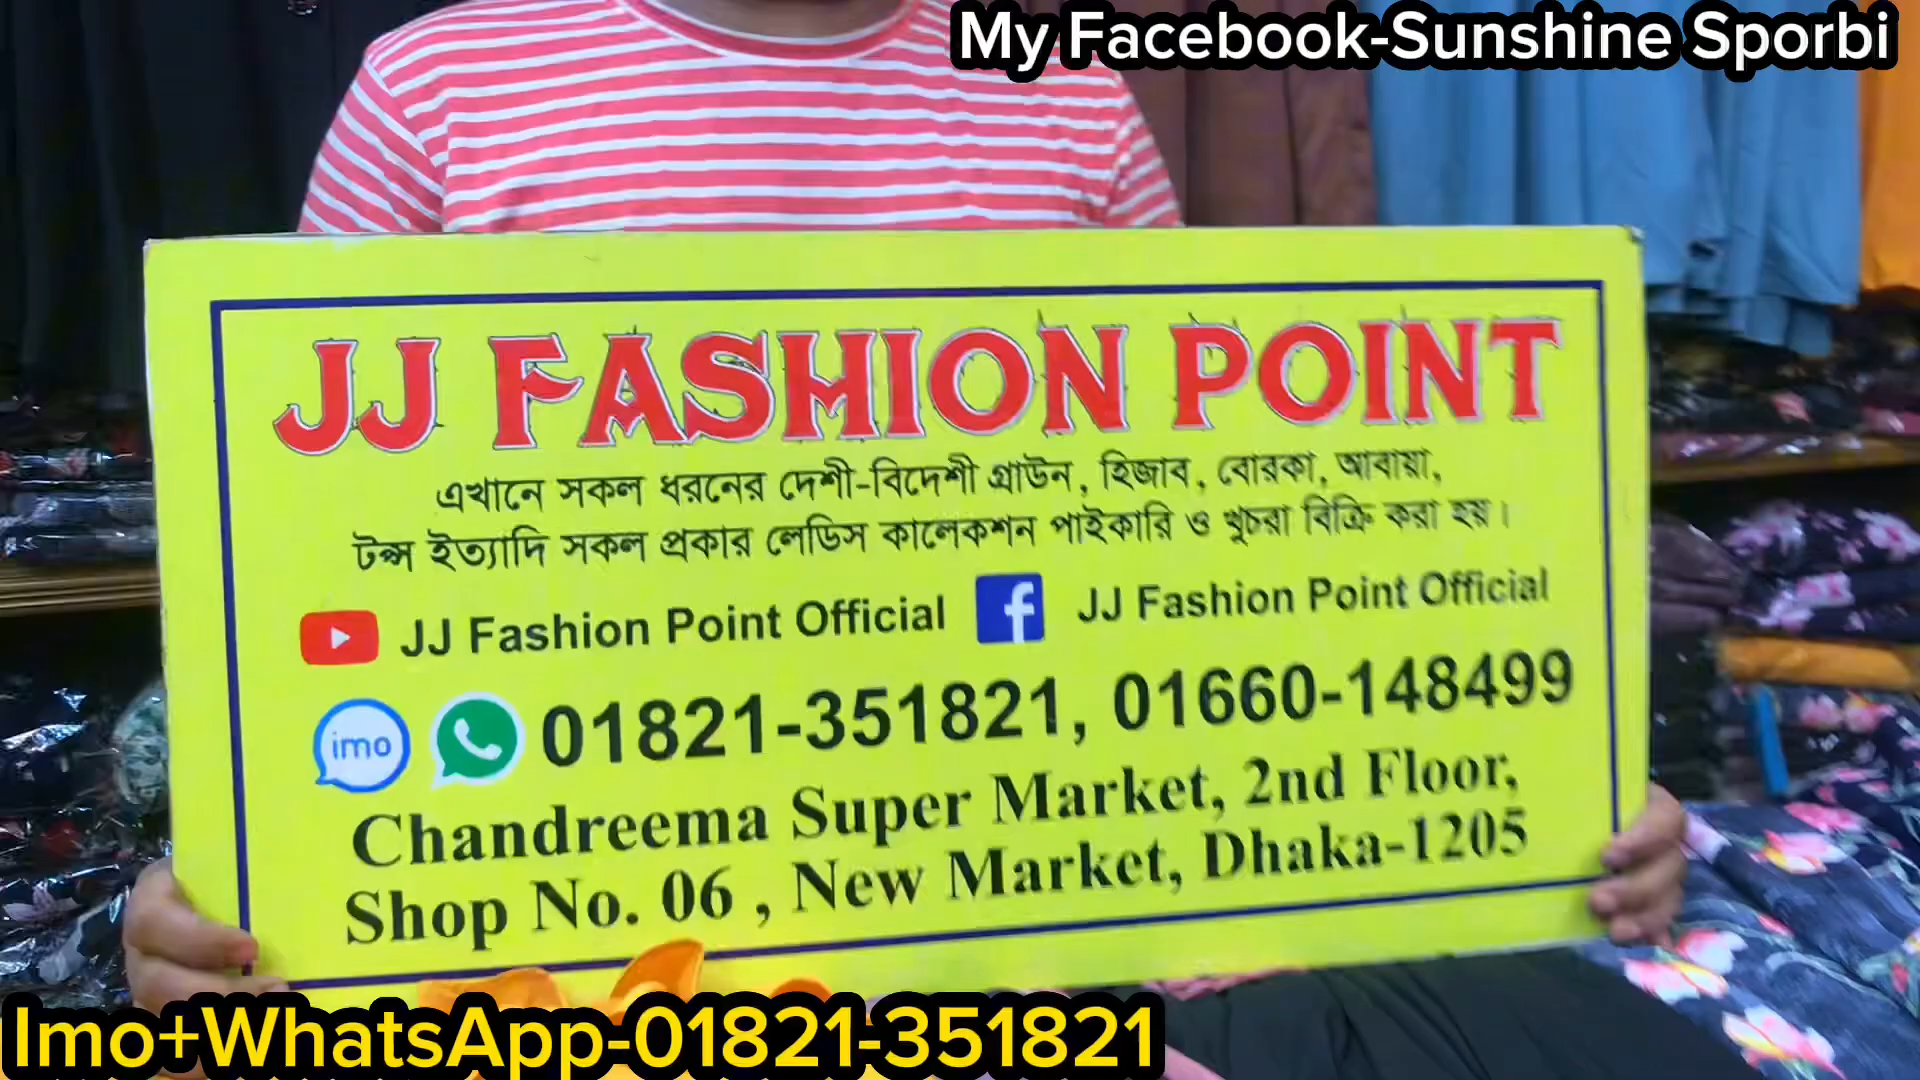 My Facebook-Sunshine Sporbi
JJ FASHION POINT
এখানে সকল ধরনের দেশী-বিদেশী গ্রাউন, হিজাব, বোরকা, আবায়া,
টপ্স ইত্যাদি সকল প্রকার লেডিস কালেকশন পাইকারি ও খুচরা বিক্রি করা হয়।
JJ Fashion Point Official f JJ Fashion Point Official
imo 01821-351821, 01660-148499
Chandreema Super Market, 2nd Floor,
Shop No. 06 , New Market, Dhaka-1205
Imo+WhatsApp-01821-351821